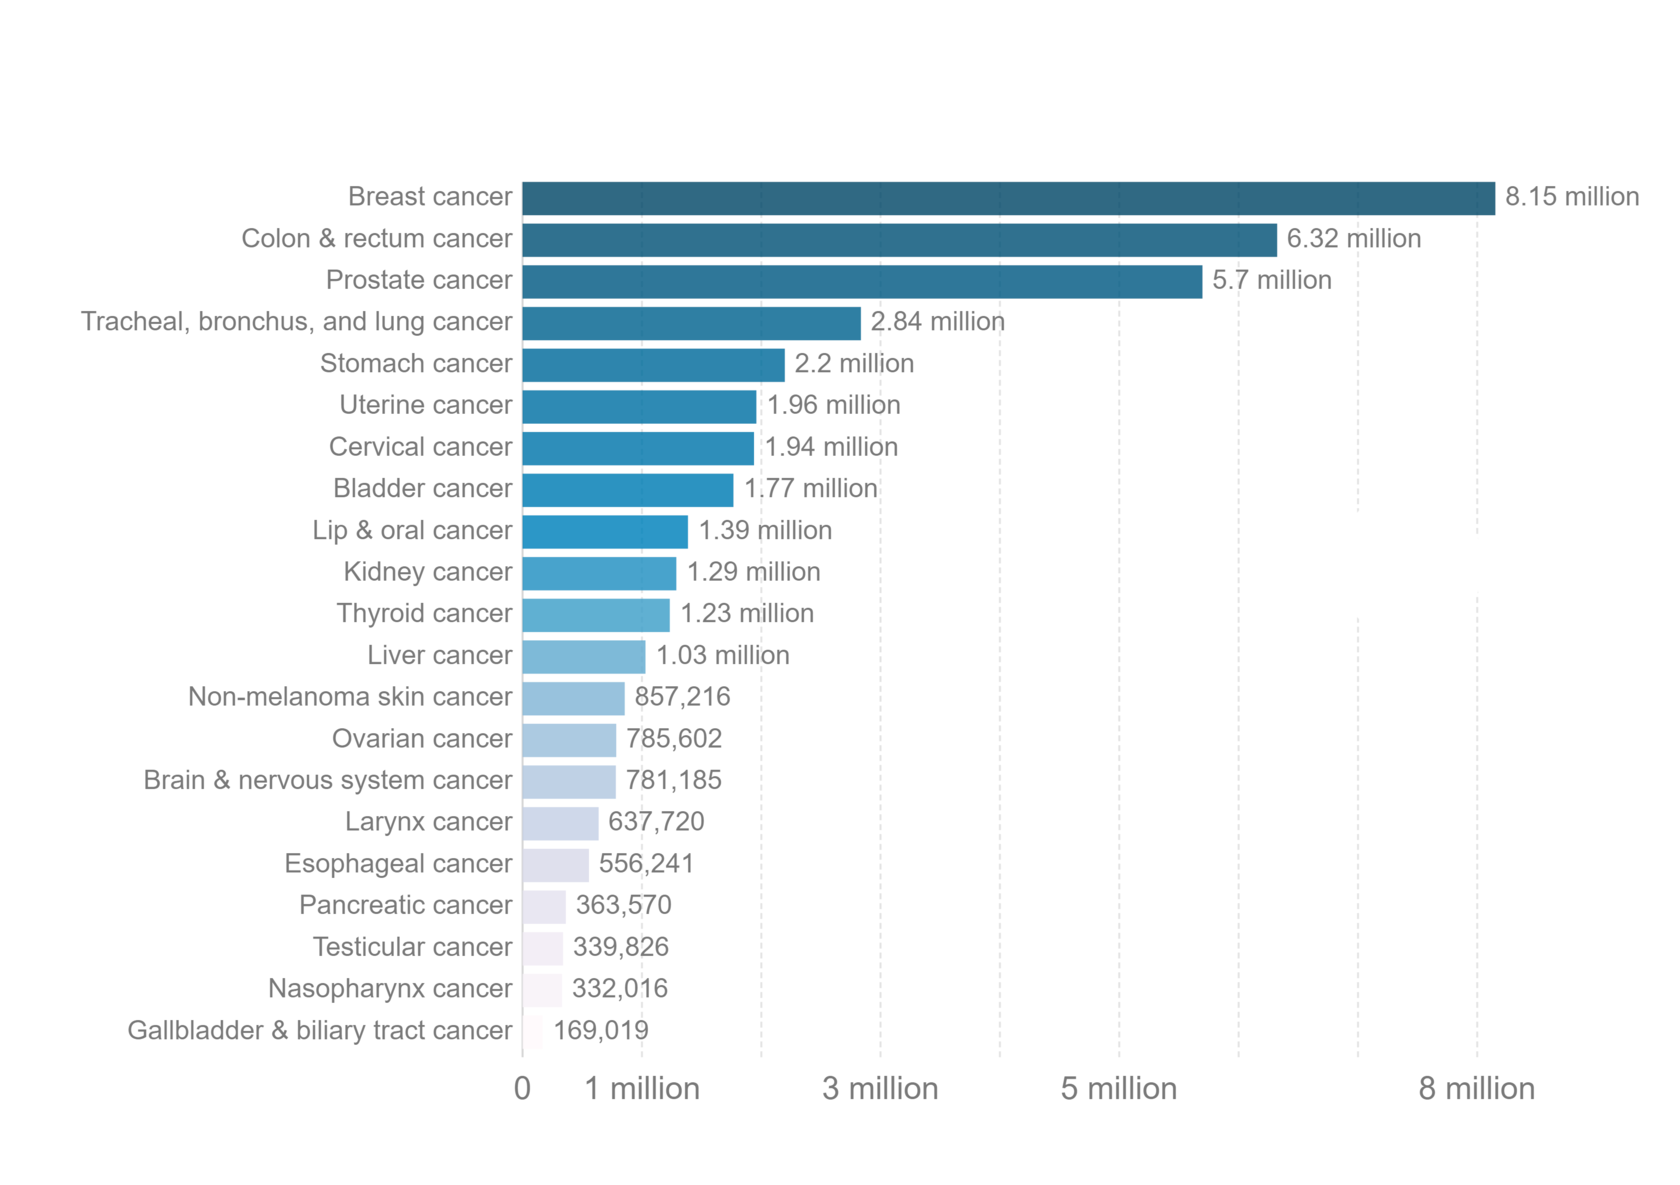 Breast cancer 8.15 million
Colon & rectum cancer 6.32 million
Prostate cancer 5.7 million
Tracheal, bronchus, and lung cancer 2.84 million
Stomach cancer 2.2 million
Uterine cancer 1.96 million
Cervical cancer 1.94 million
Bladder cancer 1.77 million
Lip & oral cancer 1.39 million
Kidney cancer 1.29 million
Thyroid cancer 1.23 million
Liver cancer 1.03 million
Non-melanoma skin cancer 857,216
Ovarian cancer 785,602
Brain & nervous system cancer 781,185
Larynx cancer 637,720
Esophageal cancer 556,241
Pancreatic cancer 363,570
Testicular cancer 339,826
Nasopharynx cancer 332,016
Gallbladder & biliary tract cancer 169,019
0 1 million 3 million 5 million 8 million